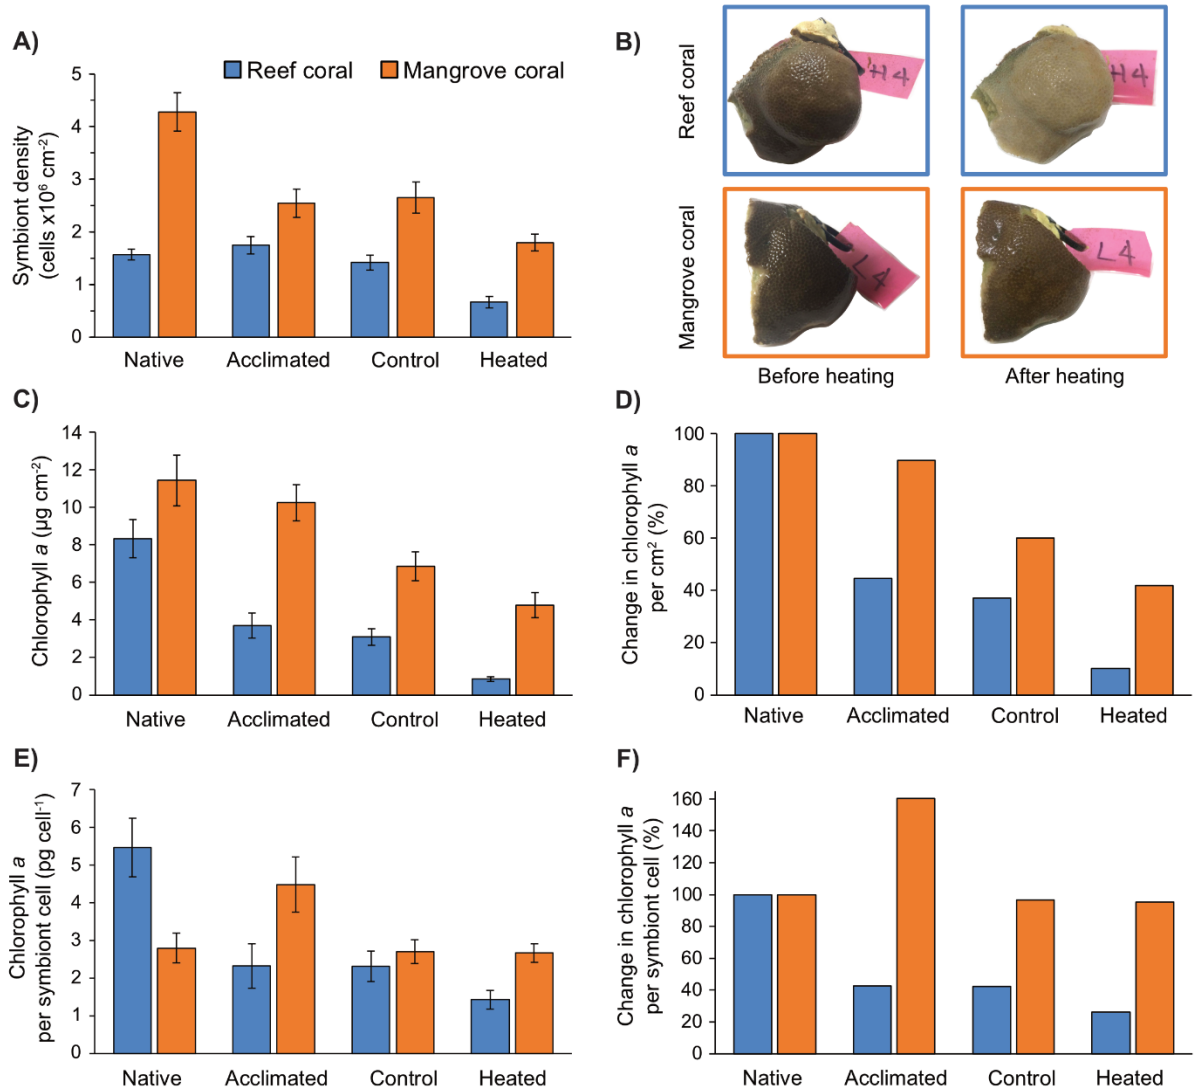 A)
Reef coral
Mangrove coral
Symbiont density
(cells x10⁶ cm⁻²)
5
4
3
2
1
0
Native
Acclimated
Control
Heated
B)
Reef coral
H4
H4
Mangrove coral
L4
L4
Before heating
After heating
C)
Chlorophyll a (µg cm⁻²)
14
12
10
8
6
4
2
0
Native
Acclimated
Control
Heated
D)
Change in chlorophyll a
per cm² (%)
100
80
60
40
20
0
Native
Acclimated
Control
Heated
E)
Chlorophyll a
per symbiont cell (pg cell⁻¹)
7
6
5
4
3
2
1
0
Native
Acclimated
Control
Heated
F)
Change in chlorophyll a
per symbiont cell (%)
160
140
120
100
80
60
40
20
0
Native
Acclimated
Control
Heated